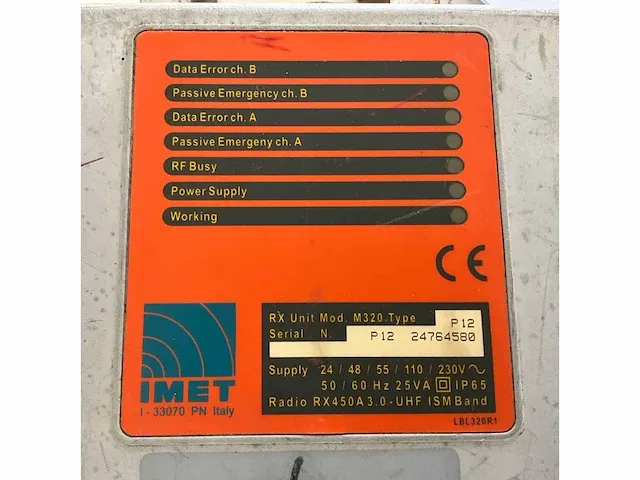 Data Error ch. B
Passive Emergency ch. B
Data Error ch. A
Passive Emergeny ch. A
RF Busy
Power Supply
Working
CE
RX Unit Mod. M320 Type P12
Serial N. P12 24764580
Supply 24 / 48 / 55 / 110 / 230V
50 / 60 Hz 25VA IP65
Radio RX450A3.0-UHF ISM Band
IMET
I - 33070 PN Italy
LBL320R1